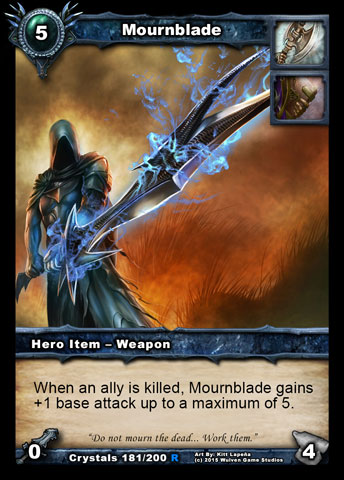 5
Mournblade
Hero Item – Weapon
When an ally is killed, Mournblade gains
+1 base attack up to a maximum of 5.
"Do not mourn the dead... Work them."
0
Crystals 181/200 R
Art By: Kitt Lapeña
(c) 2015 Wulven Game Studios
4